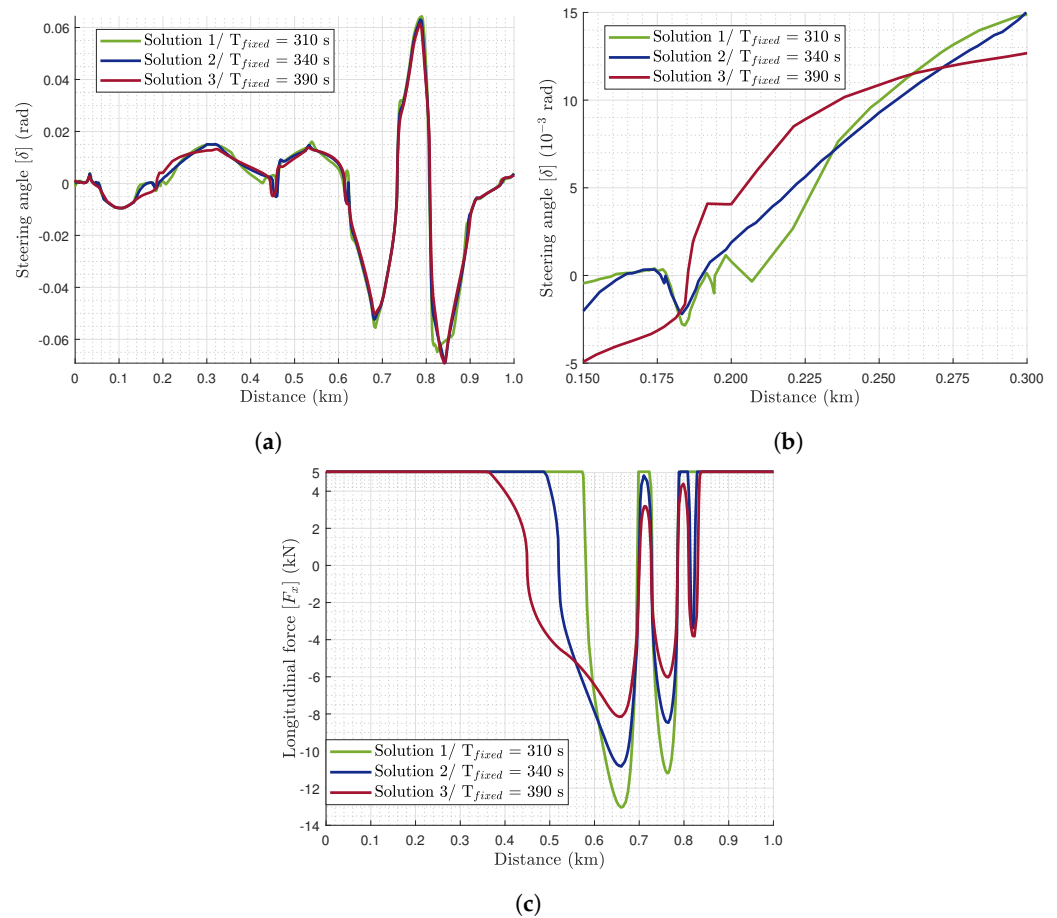 Steering angle [δ] (rad)
0.06
0.04
0.02
0
-0.02
-0.04
-0.06
Solution 1/ T_fixed = 310 s
Solution 2/ T_fixed = 340 s
Solution 3/ T_fixed = 390 s
0 0.1 0.2 0.3 0.4 0.5 0.6 0.7 0.8 0.9 1.0
Distance (km)
(a)
Steering angle [δ] (10⁻³ rad)
15
10
5
0
-5
Solution 1/ T_fixed = 310 s
Solution 2/ T_fixed = 340 s
Solution 3/ T_fixed = 390 s
0.150 0.175 0.200 0.225 0.250 0.275 0.300
Distance (km)
(b)
Longitudinal force [F_x] (kN)
5
4
2
0
-2
-4
-6
-8
-10
-12
-14
Solution 1/ T_fixed = 310 s
Solution 2/ T_fixed = 340 s
Solution 3/ T_fixed = 390 s
0 0.1 0.2 0.3 0.4 0.5 0.6 0.7 0.8 0.9 1.0
Distance (km)
(c)